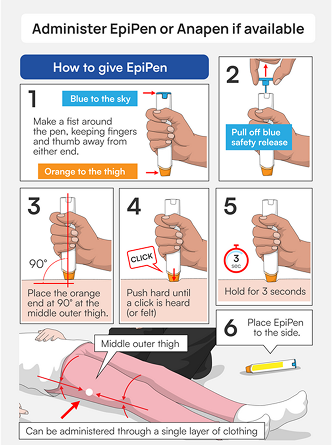 Administer EpiPen or Anapen if available
How to give EpiPen
1
Blue to the sky
Make a fist around
the pen, keeping fingers
and thumb away from
either end.
Orange to the thigh
2
Pull off blue
safety release
3
90°
Place the orange
end at 90° at the
middle outer thigh.
4
CLICK
Push hard until
a click is heard
(or felt)
5
3
sec
Hold for 3 seconds
6
Place EpiPen
to the side.
Middle outer thigh
Can be administered through a single layer of clothing